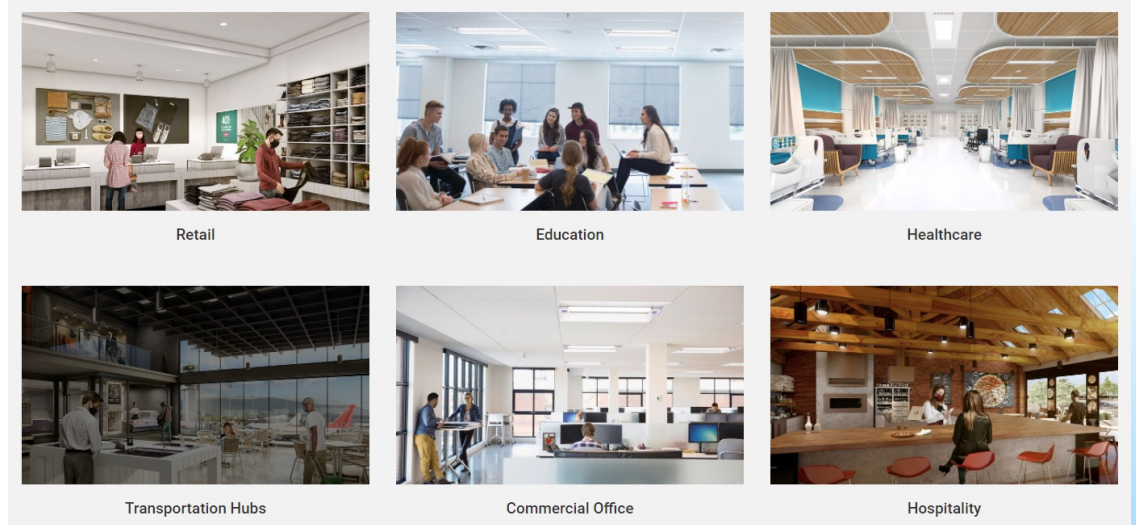 Retail
Education
Healthcare
Transportation Hubs
Commercial Office
Hospitality